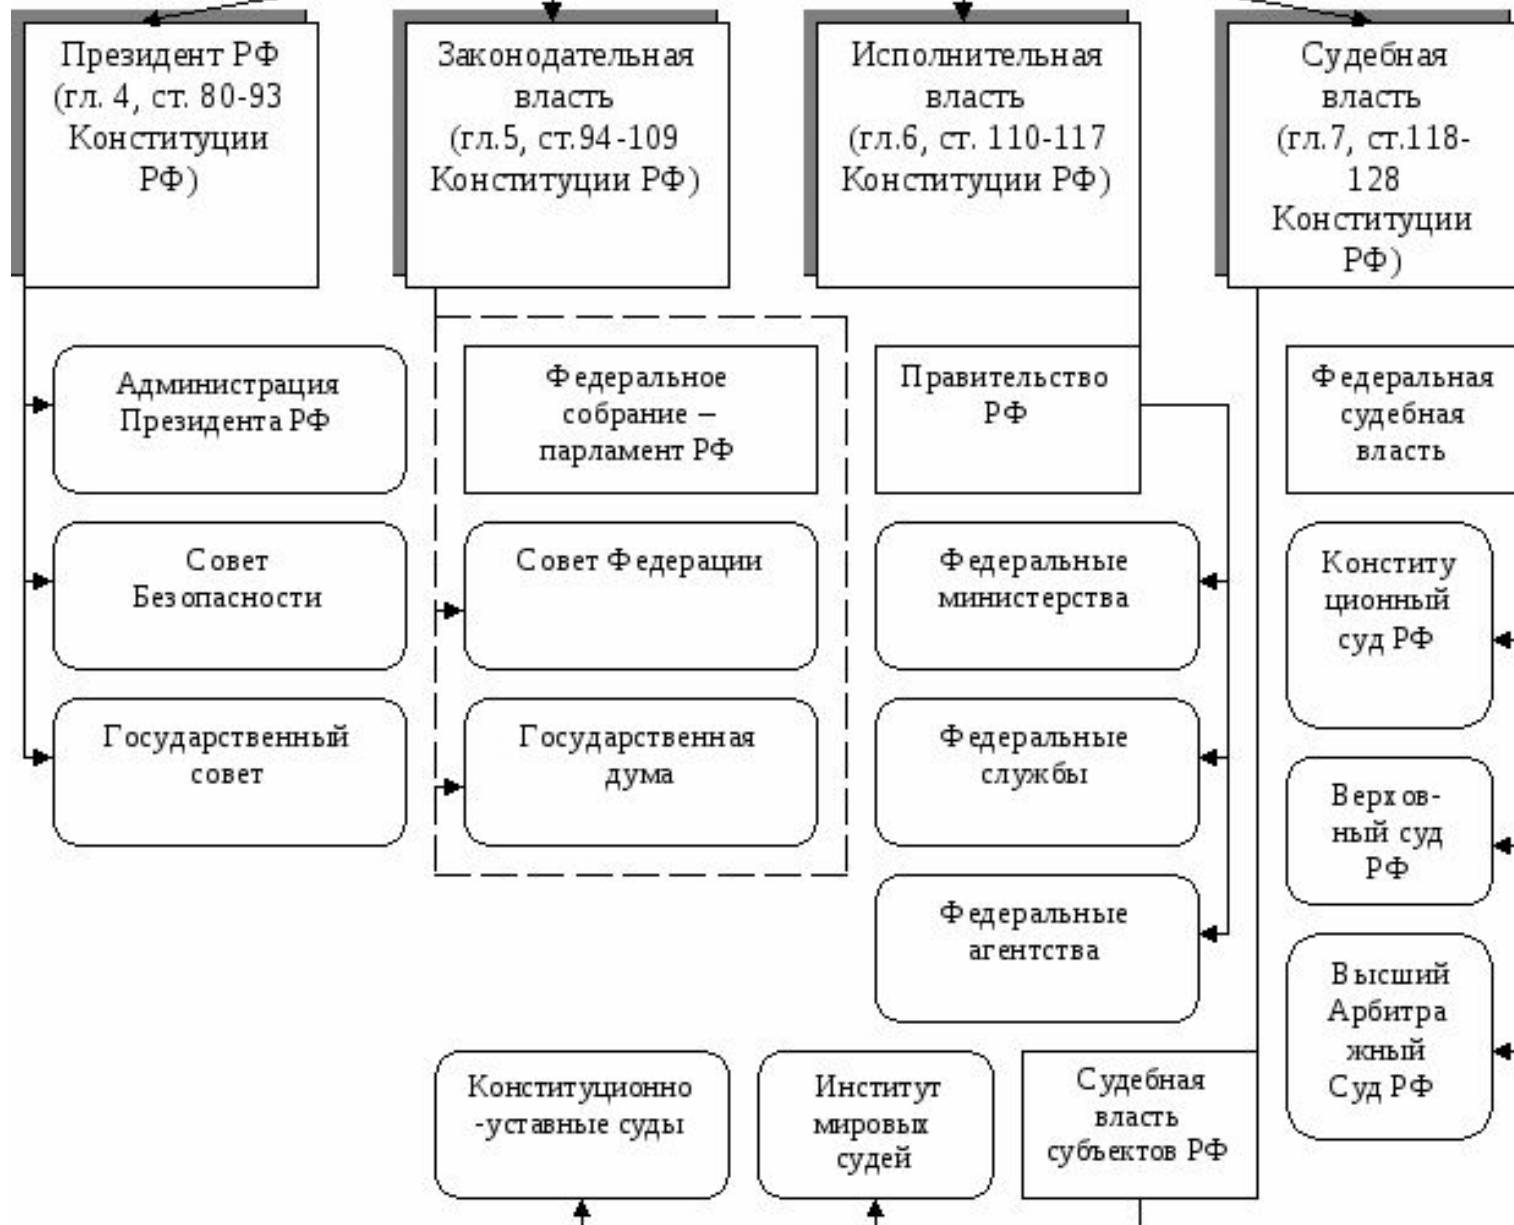 Президент РФ
(гл. 4, ст. 80-93
Конституции
РФ)
Законодательная
власть
(гл.5, ст.94-109
Конституции РФ)
Исполнительная
власть
(гл.6, ст. 110-117
Конституции РФ)
Судебная
власть
(гл.7, ст.118-
128
Конституции
РФ)
Администрация
Президента РФ
Совет
Безопасности
Государственный
совет
Федеральное
собрание –
парламент РФ
Совет Федерации
Государственная
дума
Правительство
РФ
Федеральные
министерства
Федеральные
службы
Федеральные
агентства
Федеральная
судебная
власть
Конститу
ционный
суд РФ
Верхов-
ный суд
РФ
Высший
Арбитра
жный
Суд РФ
Конституционно
-уставные суды
Институт
мировых
судей
Судебная
власть
субъектов РФ